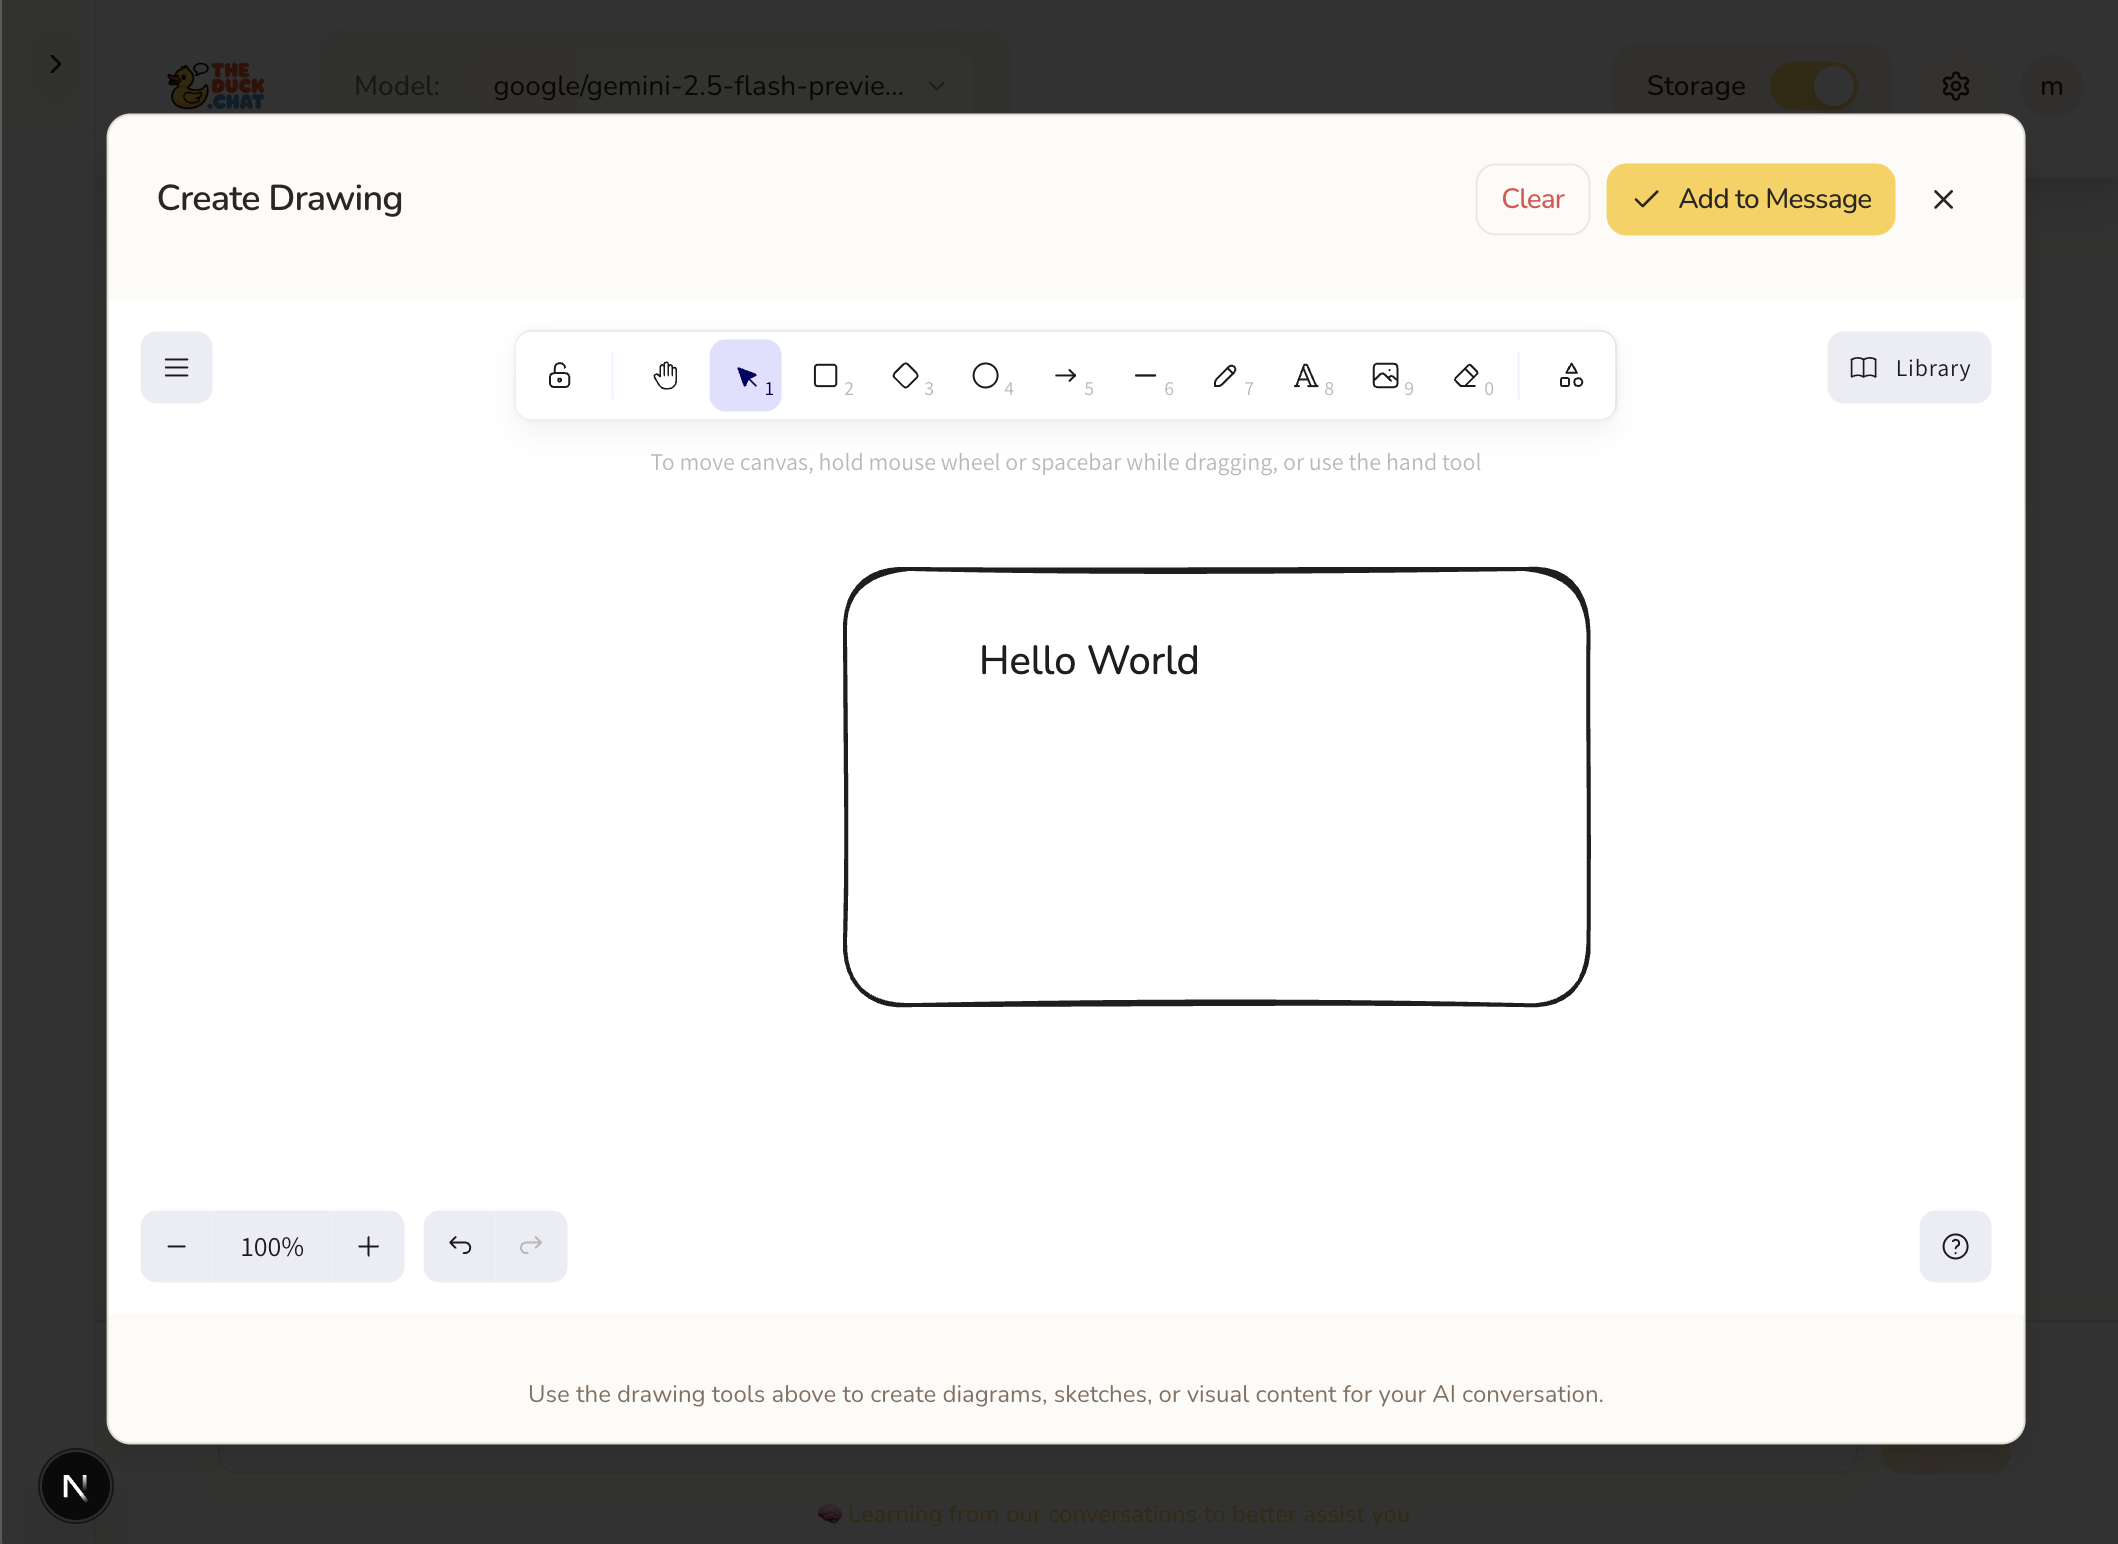 THE
DUCK
.CHAT
Model: google/gemini-2.5-flash-previe...
Storage
m
Create Drawing
Clear
Add to Message
1 2 3 4 5 6 7 8 9 0
Library
To move canvas, hold mouse wheel or spacebar while dragging, or use the hand tool
Hello World
100%
Use the drawing tools above to create diagrams, sketches, or visual content for your AI conversation.
N
Learning from our conversations to better assist you